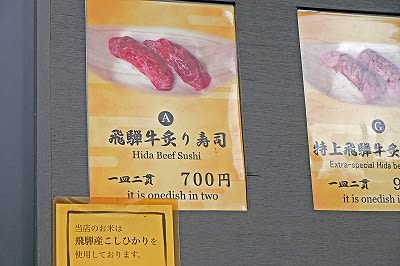 A
飛騨牛炙り寿司
Hida Beef Sushi
一皿二貫 700円
it is onedish in two
G
特上飛騨牛炙
Extra-special Hida be
一皿二貫 9
it is onedish in
当店のお米は
飛騨産こしひかりを
使用しております。